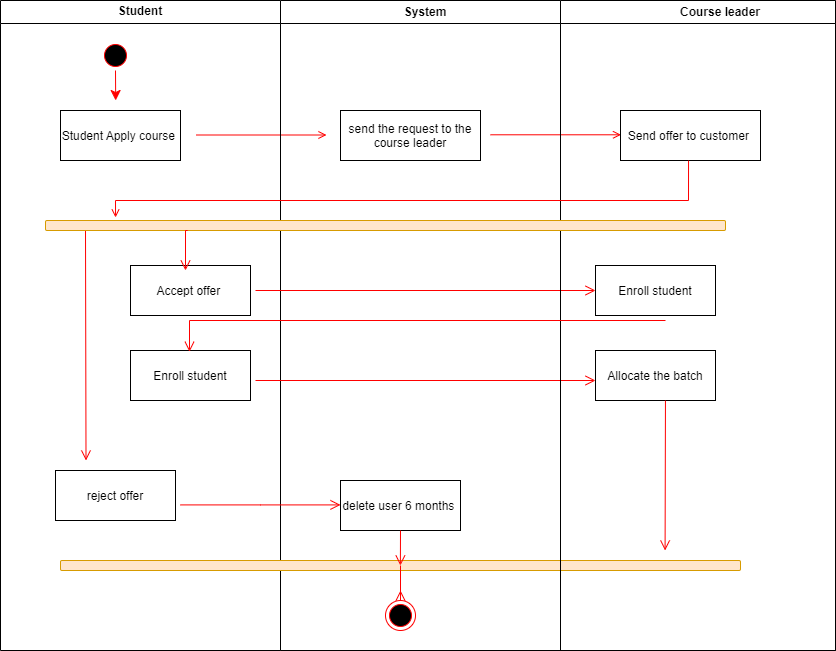 Student
System
Course leader
Student Apply course
send the request to the
course leader
Send offer to customer
Accept offer
Enroll student
Enroll student
Allocate the batch
reject offer
delete user 6 months